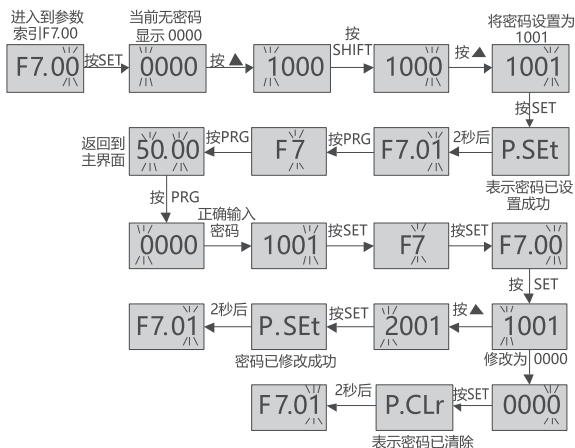 进入到参数
索引F7.00
当前无密码
显示 0000
将密码设置为
1001
F7.00
按SET
0000
按 ▲
1000
按
SHIFT
1000
按 ▲
1001
按SET
返回到
主界面
50.00
按PRG
F7
按PRG
F7.01
2秒后
P.SEt
表示密码已设
置成功
按 PRG
0000
正确输入
密码
1001
按SET
F7
按SET
F7.00
按 SET
F7.01
2秒后
P.SEt
按SET
2001
按 ▲
1001
密码已修改成功
修改为 0000
F7.01
2秒后
P.CLr
按SET
0000
表示密码已清除